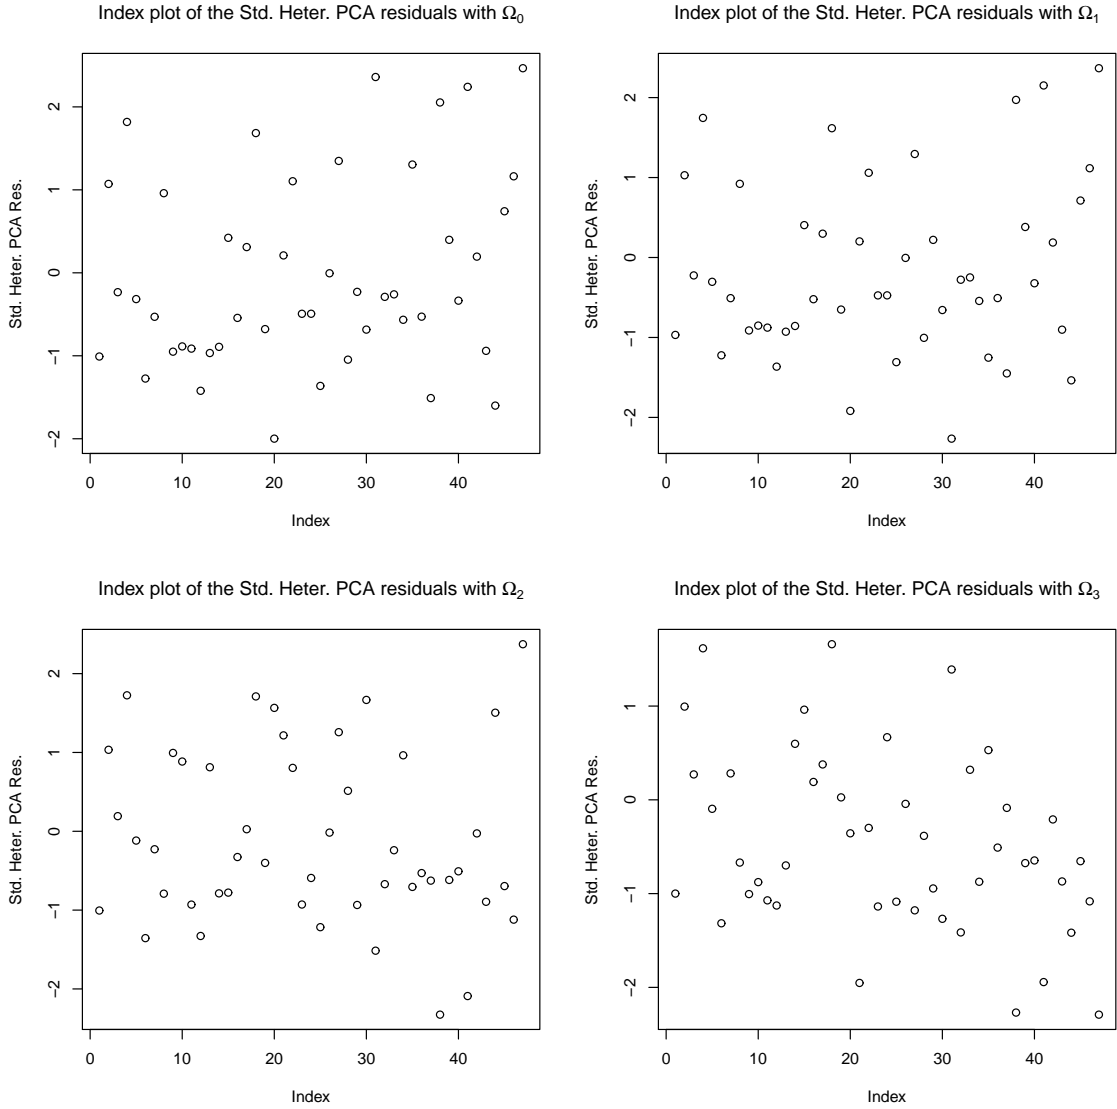 Index plot of the Std. Heter. PCA residuals with Ω₀
Std. Heter. PCA Res.
2
1
0
−1
−2
0 10 20 30 40
Index
Index plot of the Std. Heter. PCA residuals with Ω₁
Std. Heter. PCA Res.
2
1
0
−1
−2
0 10 20 30 40
Index
Index plot of the Std. Heter. PCA residuals with Ω₂
Std. Heter. PCA Res.
2
1
0
−1
−2
0 10 20 30 40
Index
Index plot of the Std. Heter. PCA residuals with Ω₃
Std. Heter. PCA Res.
1
0
−1
−2
0 10 20 30 40
Index